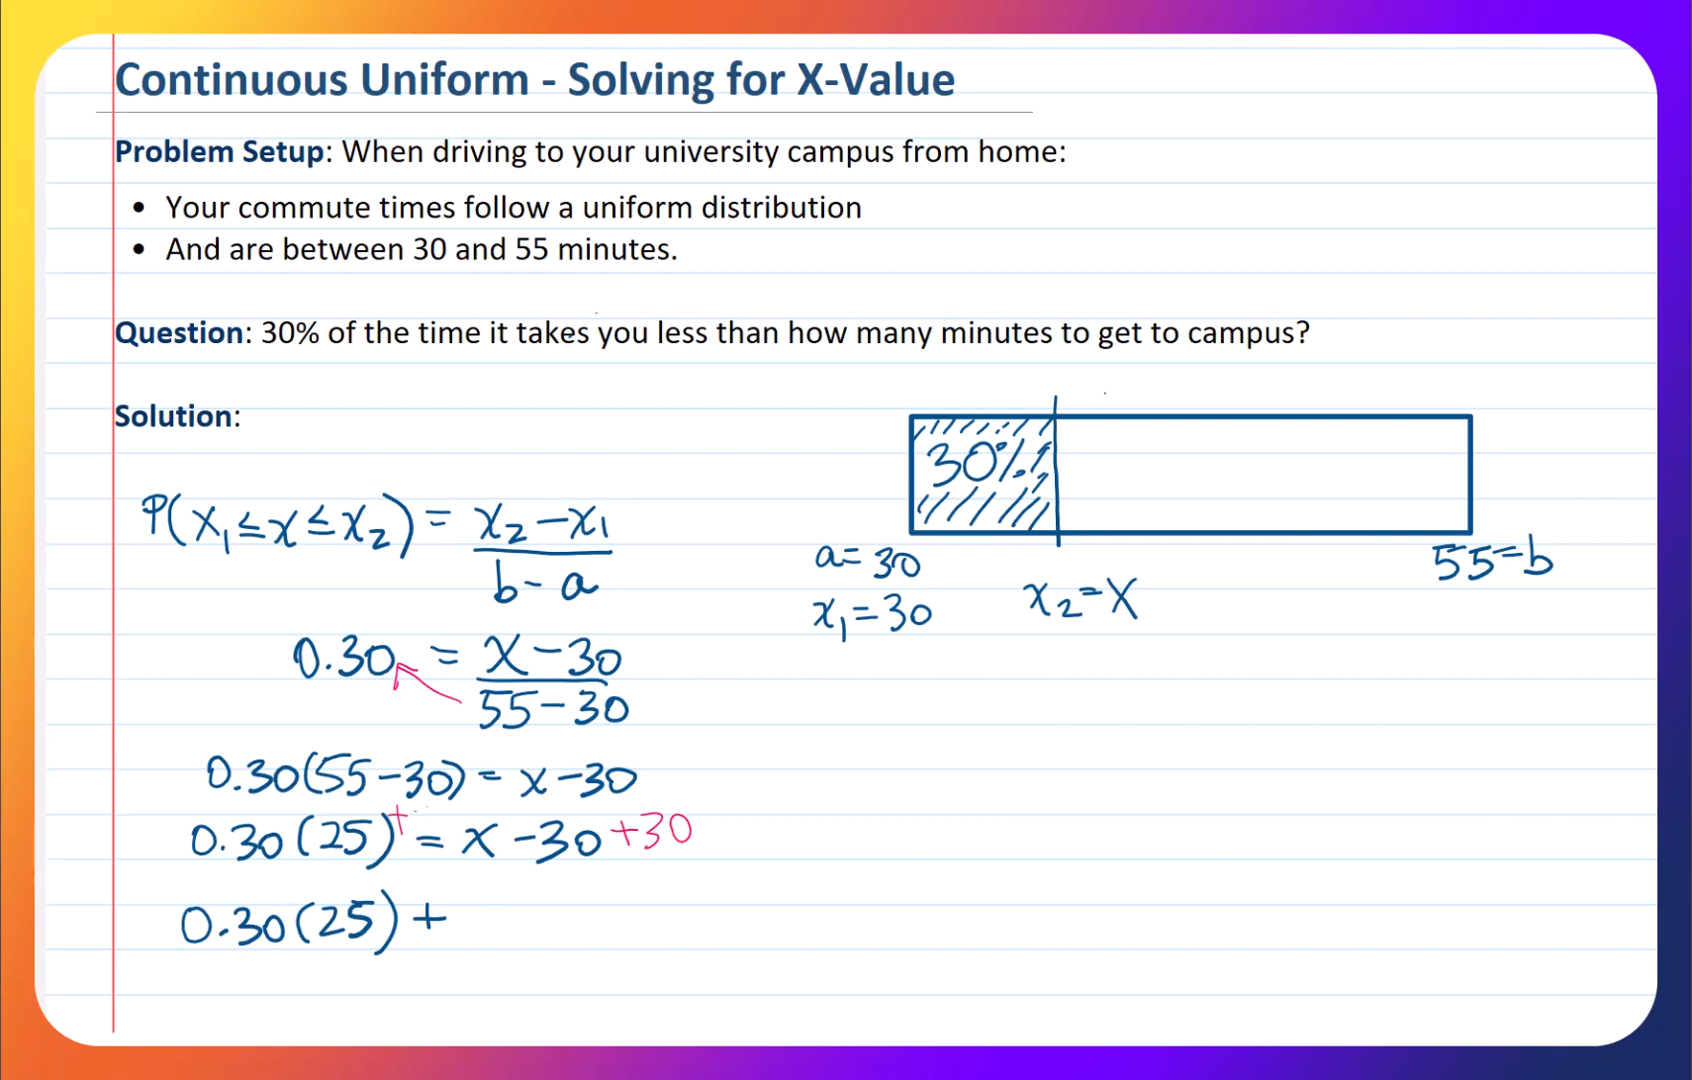 Continuous Uniform - Solving for X-Value
Problem Setup: When driving to your university campus from home:
• Your commute times follow a uniform distribution
• And are between 30 and 55 minutes.
Question: 30% of the time it takes you less than how many minutes to get to campus?
Solution:
30%
a= 30
55=b
x₁=30
x₂=X
P(x₁≤x≤x₂) = x₂-x₁
b- a
0.30 = x-30
55-30
0.30(55-30) = x-30
0.30(25)+ = x-30+30
0.30(25)+